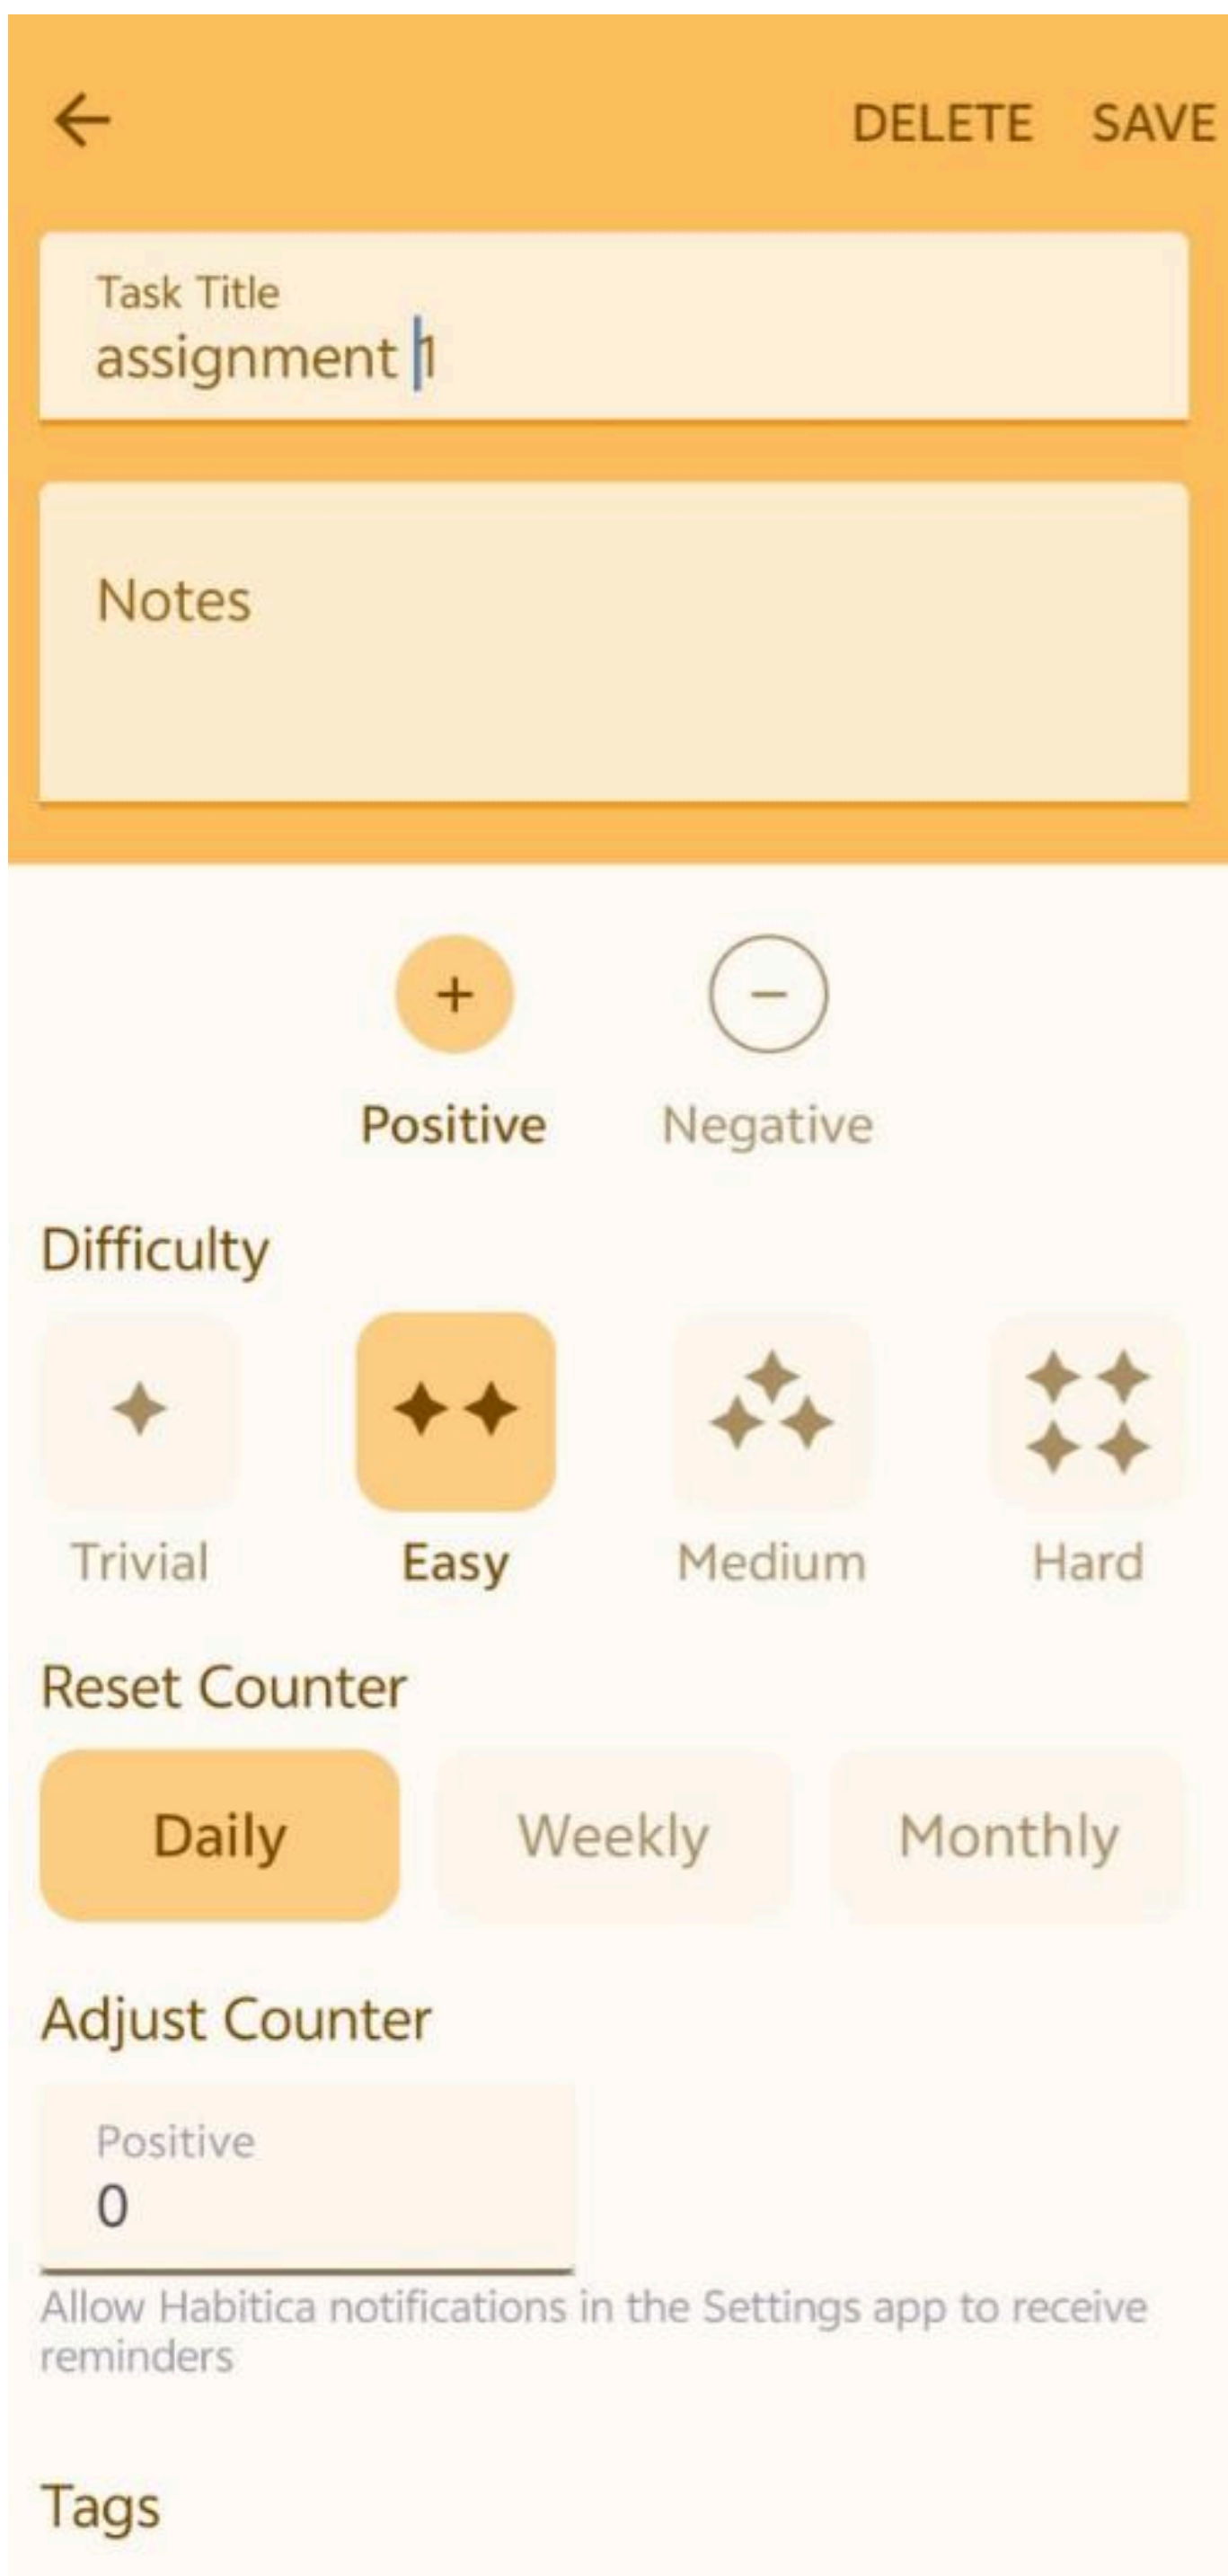 DELETE SAVE
Task Title
assignment 1
Notes
Positive Negative
Difficulty
Trivial Easy Medium Hard
Reset Counter
Daily Weekly Monthly
Adjust Counter
Positive
0
Allow Habitica notifications in the Settings app to receive
reminders
Tags